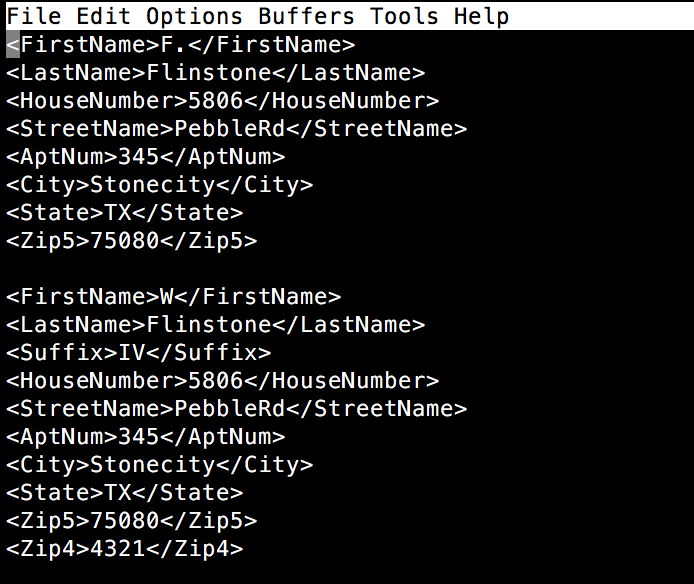 File Edit Options Buffers Tools Help
<FirstName>F.</FirstName>
<LastName>Flinstone</LastName>
<HouseNumber>5806</HouseNumber>
<StreetName>PebbleRd</StreetName>
<AptNum>345</AptNum>
<City>Stonecity</City>
<State>TX</State>
<Zip5>75080</Zip5>

<FirstName>W</FirstName>
<LastName>Flinstone</LastName>
<Suffix>IV</Suffix>
<HouseNumber>5806</HouseNumber>
<StreetName>PebbleRd</StreetName>
<AptNum>345</AptNum>
<City>Stonecity</City>
<State>TX</State>
<Zip5>75080</Zip5>
<Zip4>4321</Zip4>